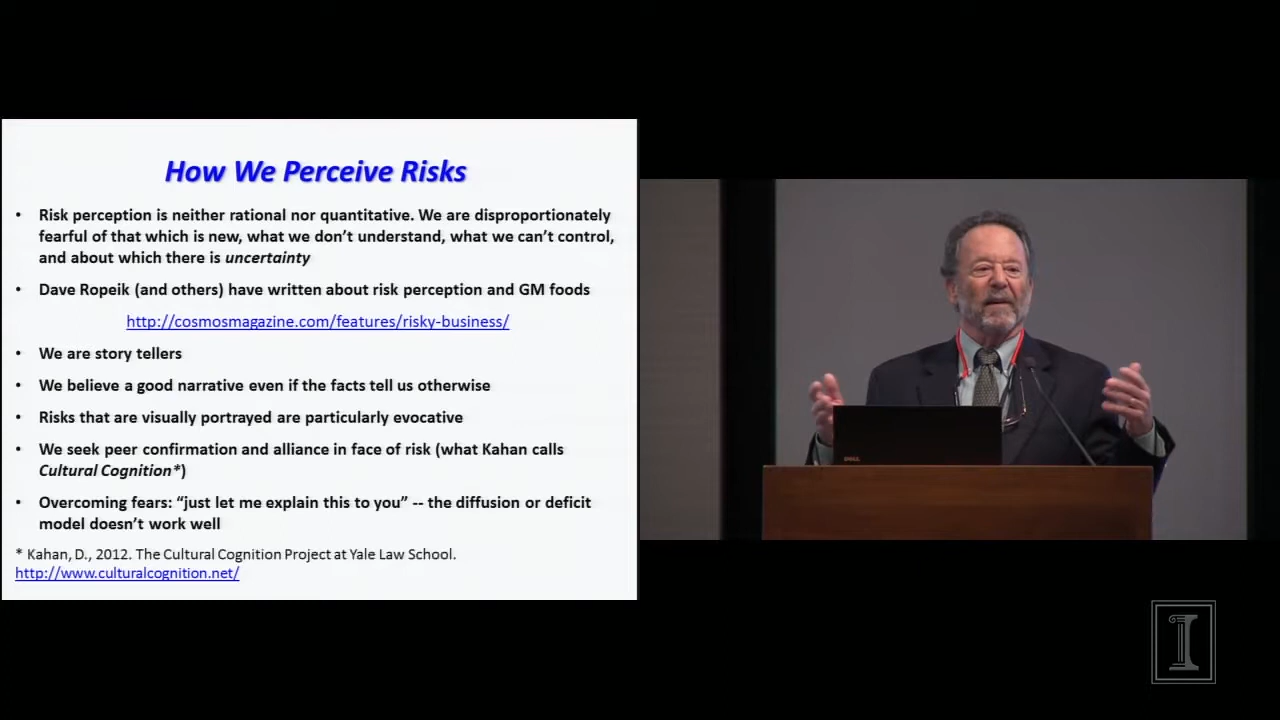 How We Perceive Risks
• Risk perception is neither rational nor quantitative. We are disproportionately
fearful of that which is new, what we don't understand, what we can't control,
and about which there is uncertainty
• Dave Ropeik (and others) have written about risk perception and GM foods
http://cosmosmagazine.com/features/risky-business/
• We are story tellers
• We believe a good narrative even if the facts tell us otherwise
• Risks that are visually portrayed are particularly evocative
• We seek peer confirmation and alliance in face of risk (what Kahan calls
Cultural Cognition*)
• Overcoming fears: “just let me explain this to you” -- the diffusion or deficit
model doesn't work well
* Kahan, D., 2012. The Cultural Cognition Project at Yale Law School.
http://www.culturalcognition.net/
DELL
I